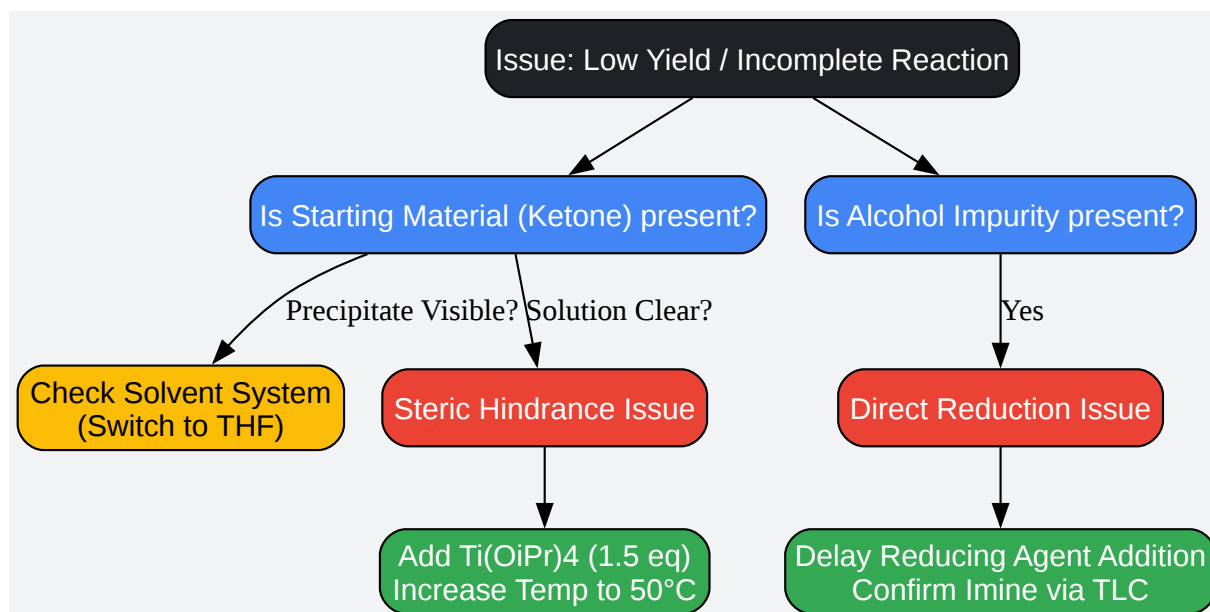 Issue: Low Yield / Incomplete Reaction
Is Starting Material (Ketone) present?
Is Alcohol Impurity present?
Precipitate Visible?
Solution Clear?
Yes
Check Solvent System
(Switch to THF)
Steric Hindrance Issue
Direct Reduction Issue
Add Ti(OiPr)4 (1.5 eq)
Increase Temp to 50°C
Delay Reducing Agent Addition
Confirm Imine via TLC